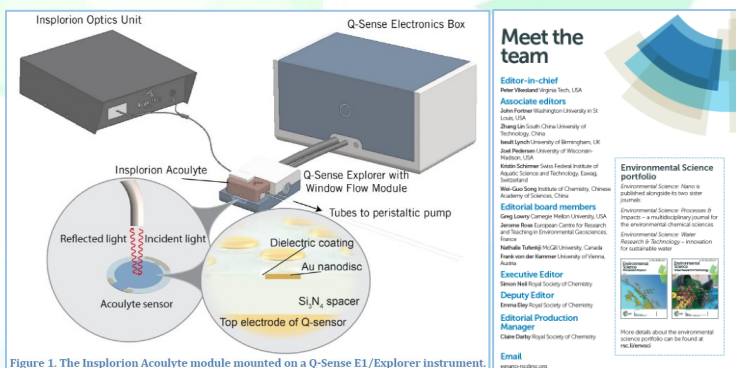 Insplorion Optics Unit
Q-Sense Electronics Box
Insplorion Acoulyte
Q-Sense Explorer with
Window Flow Module
Tubes to peristaltic pump
Reflected light
Incident light
Acoulyte sensor
Dielectric coating
Au nanodisc
Si3N4 spacer
Top electrode of Q-sensor
Figure 1. The Insplorion Acoulyte module mounted on a Q-Sense E1/Explorer instrument.
Meet the
team
Editor-in-chief
Peter Vikesland Virginia Tech, USA
Associate editors
John Fortner Washington University in St
Louis, USA
Zhang Lin South China University of
Technology, China
Iseult Lynch University of Birmingham, UK
Joel Pedersen University of Wisconsin-
Madison, USA
Kristin Schirmer Swiss Federal Institute of
Aquatic Science and Technology, Eawag,
Switzerland
Wei-Guo Song Institute of Chemistry, Chinese
Academy of Sciences, China
Editorial board members
Greg Lowry Carnegie Mellon University, USA
Jerome Rose European Centre for Research
and Teaching in Environmental Geosciences,
France
Nathalie Tufenkji McGill University, Canada
Frank von der Kammer University of Vienna,
Austria
Executive Editor
Simon Neil Royal Society of Chemistry
Deputy Editor
Emma Eley Royal Society of Chemistry
Editorial Production
Manager
Claire Darby Royal Society of Chemistry
Email
Environmental Science
portfolio
Environmental Science: Nano is
published alongside to two sister
journals:
Environmental Science: Processes &
Impacts – a multidisciplinary journal for
the environmental chemical sciences
Environmental Science: Water
Research & Technology – innovation
for sustainable water
Environmental
Science
Environmental
Science
More details about the environmental
science portfolio can be found at
rsc.li/envsci